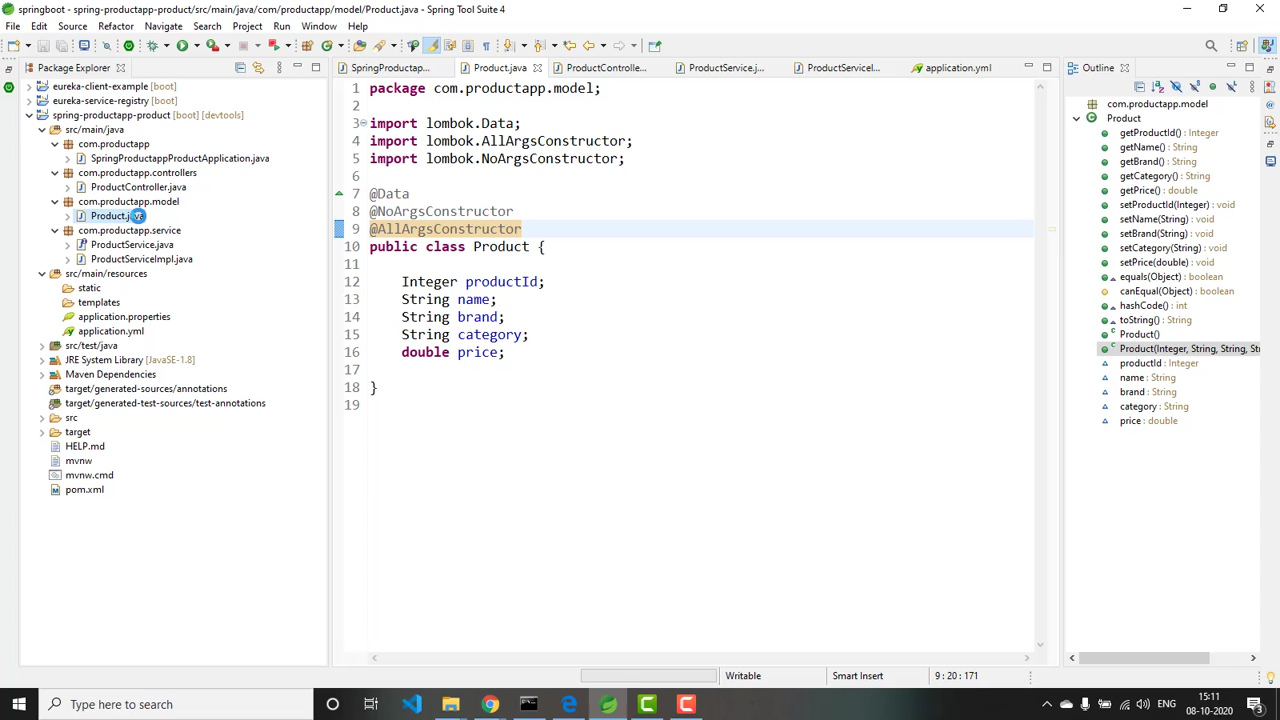 springboot - spring-productapp-product/src/main/java/com/productapp/model/Product.java - Spring Tool Suite 4
File Edit Source Refactor Navigate Search Project Run Window Help
Package Explorer
eureka-client-example [boot]
eureka-service-registry [boot]
spring-productapp-product [boot] [devtools]
src/main/java
com.productapp
SpringProductappProductApplication.java
com.productapp.controllers
ProductController.java
com.productapp.model
Product.java
com.productapp.service
ProductService.java
ProductServiceImpl.java
src/main/resources
static
templates
application.properties
application.yml
src/test/java
JRE System Library [JavaSE-1.8]
Maven Dependencies
target/generated-sources/annotations
target/generated-test-sources/test-annotations
src
target
HELP.md
mvnw
mvnw.cmd
pom.xml
SpringProductap... Product.java ProductControlle... ProductService.j... ProductServiceI... application.yml
1 package com.productapp.model;
2
3 import lombok.Data;
4 import lombok.AllArgsConstructor;
5 import lombok.NoArgsConstructor;
6
7 @Data
8 @NoArgsConstructor
9 @AllArgsConstructor
10 public class Product {
11
12 Integer productId;
13 String name;
14 String brand;
15 String category;
16 double price;
17
18 }
19
Outline
com.productapp.model
Product
getProductId() : Integer
getName() : String
getBrand() : String
getCategory() : String
getPrice() : double
setProductId(Integer) : void
setName(String) : void
setBrand(String) : void
setCategory(String) : void
setPrice(double) : void
equals(Object) : boolean
canEqual(Object) : boolean
hashCode() : int
toString() : String
Product()
Product(Integer, String, String, St
productId : Integer
name : String
brand : String
category : String
price : double
Writable Smart Insert 9 : 20 : 171
Type here to search
ENG
15:11
08-10-2020
3